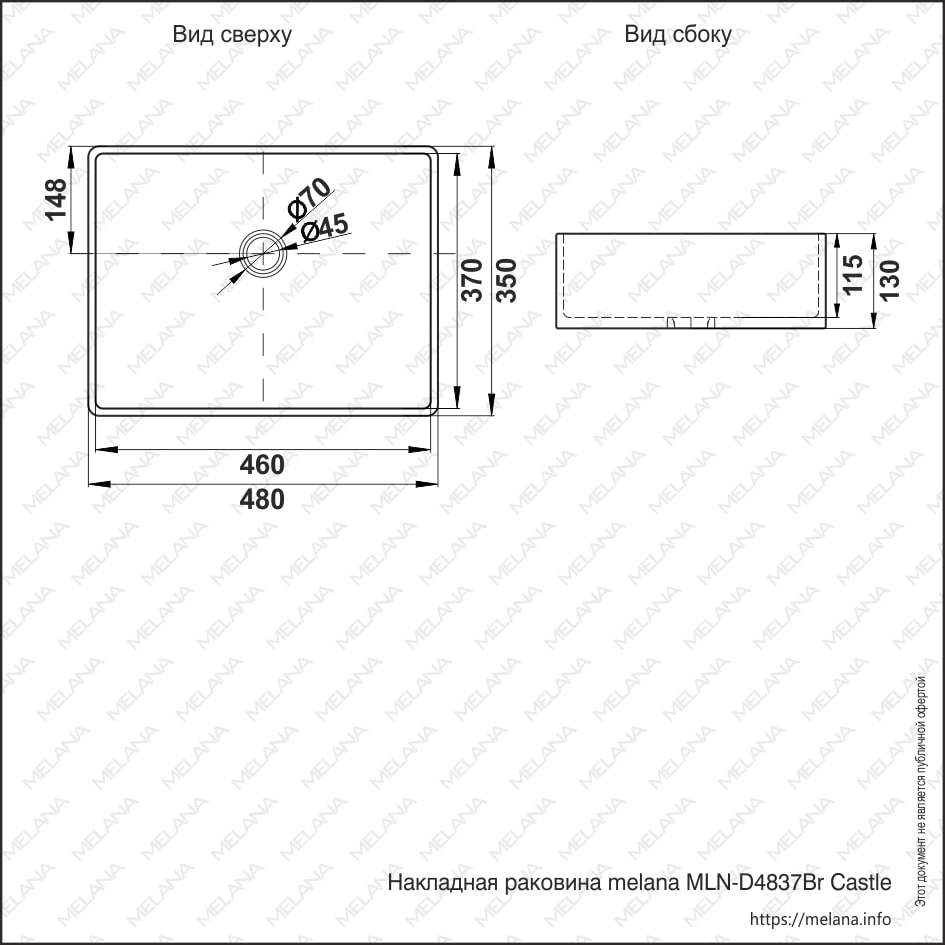 Вид сверху
Вид сбоку
148
Ø70
Ø45
370
350
115
130
460
480
Этот документ не является публичной офертой
Накладная раковина melana MLN-D4837Br Castle
https://melana.info
MELANA